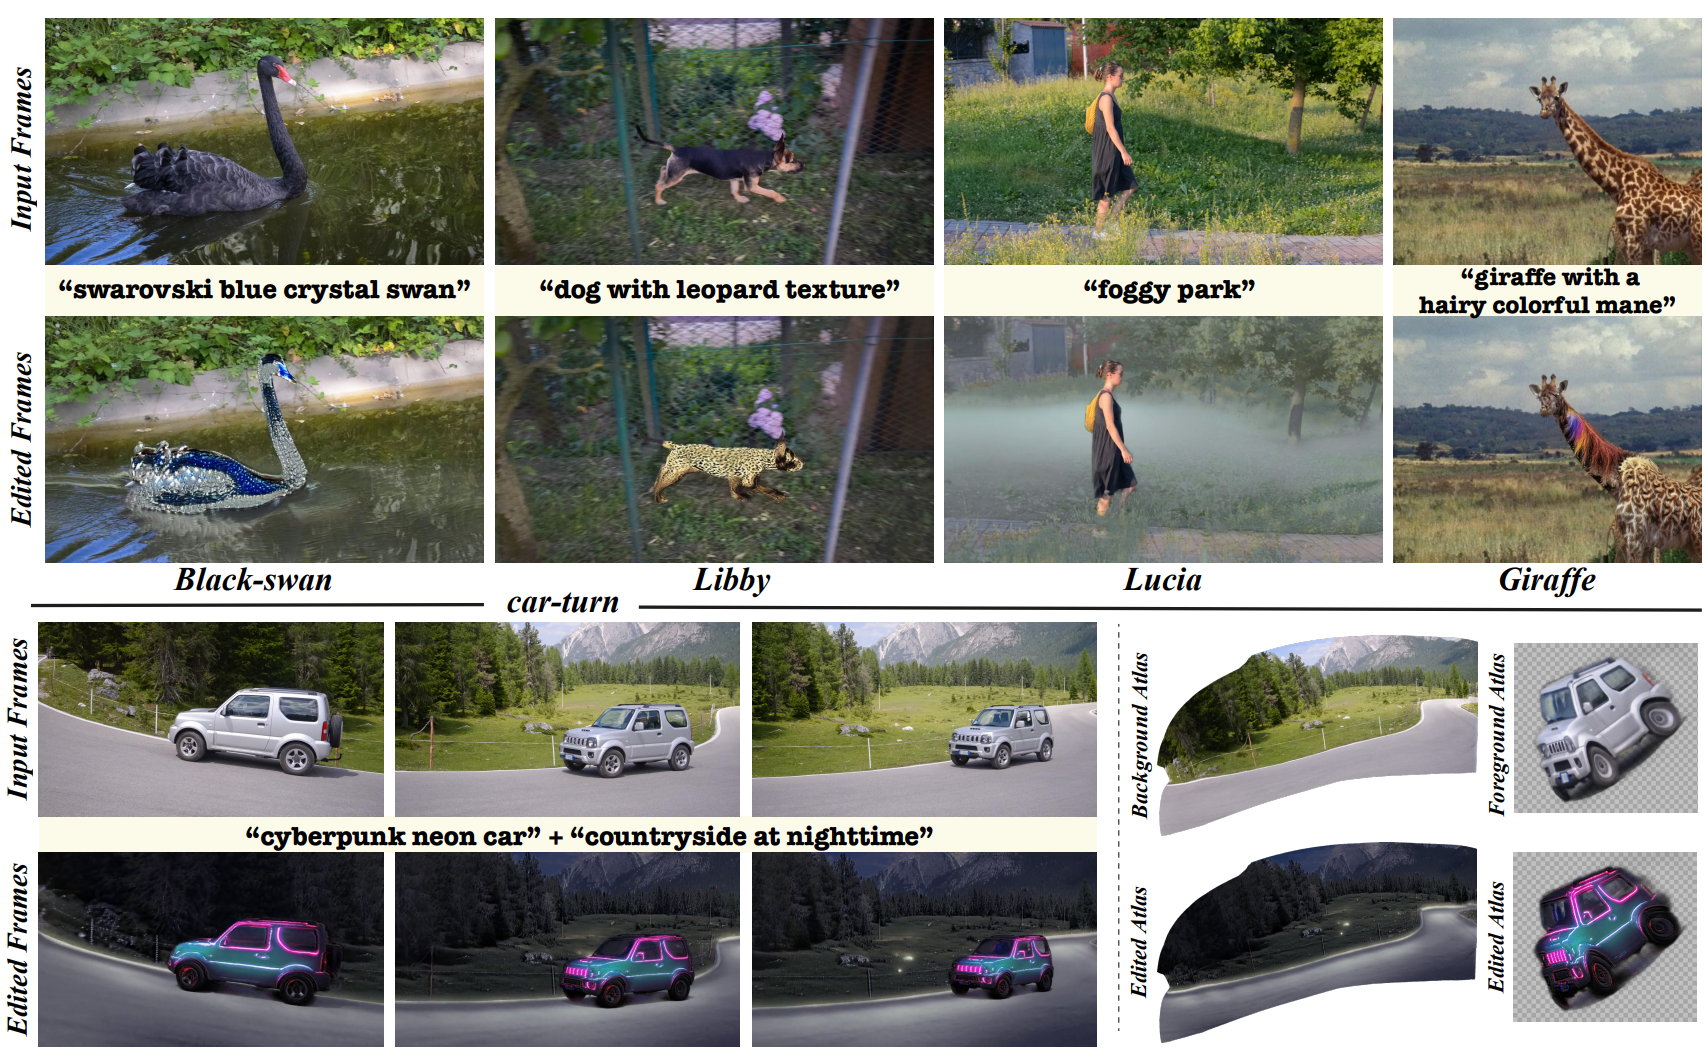 Input Frames
“swarovski blue crystal swan”
“dog with leopard texture”
“foggy park”
“giraffe with a
hairy colorful mane”
Edited Frames
Black-swan
Libby
Lucia
Giraffe
car-turn
Input Frames
Background Atlas
Foreground Atlas
“cyberpunk neon car” + “countryside at nighttime”
Edited Frames
Edited Atlas
Edited Atlas